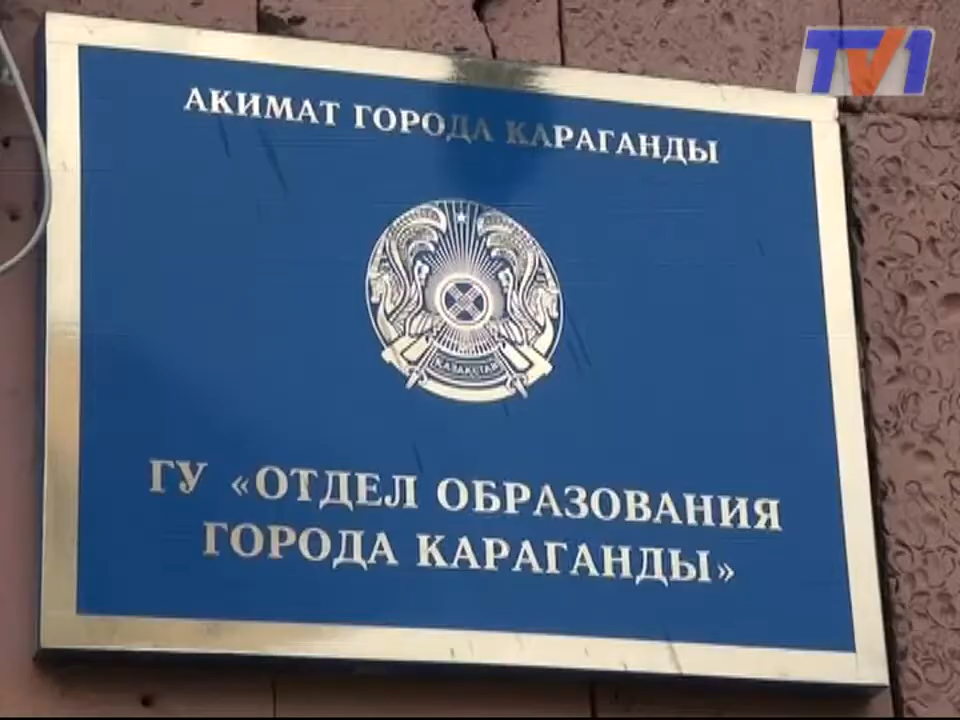 TV1
АКИМАТ ГОРОДА КАРАГАНДЫ
ҚАЗАҚСТАН
ГУ «ОТДЕЛ ОБРАЗОВАНИЯ
ГОРОДА КАРАГАНДЫ»